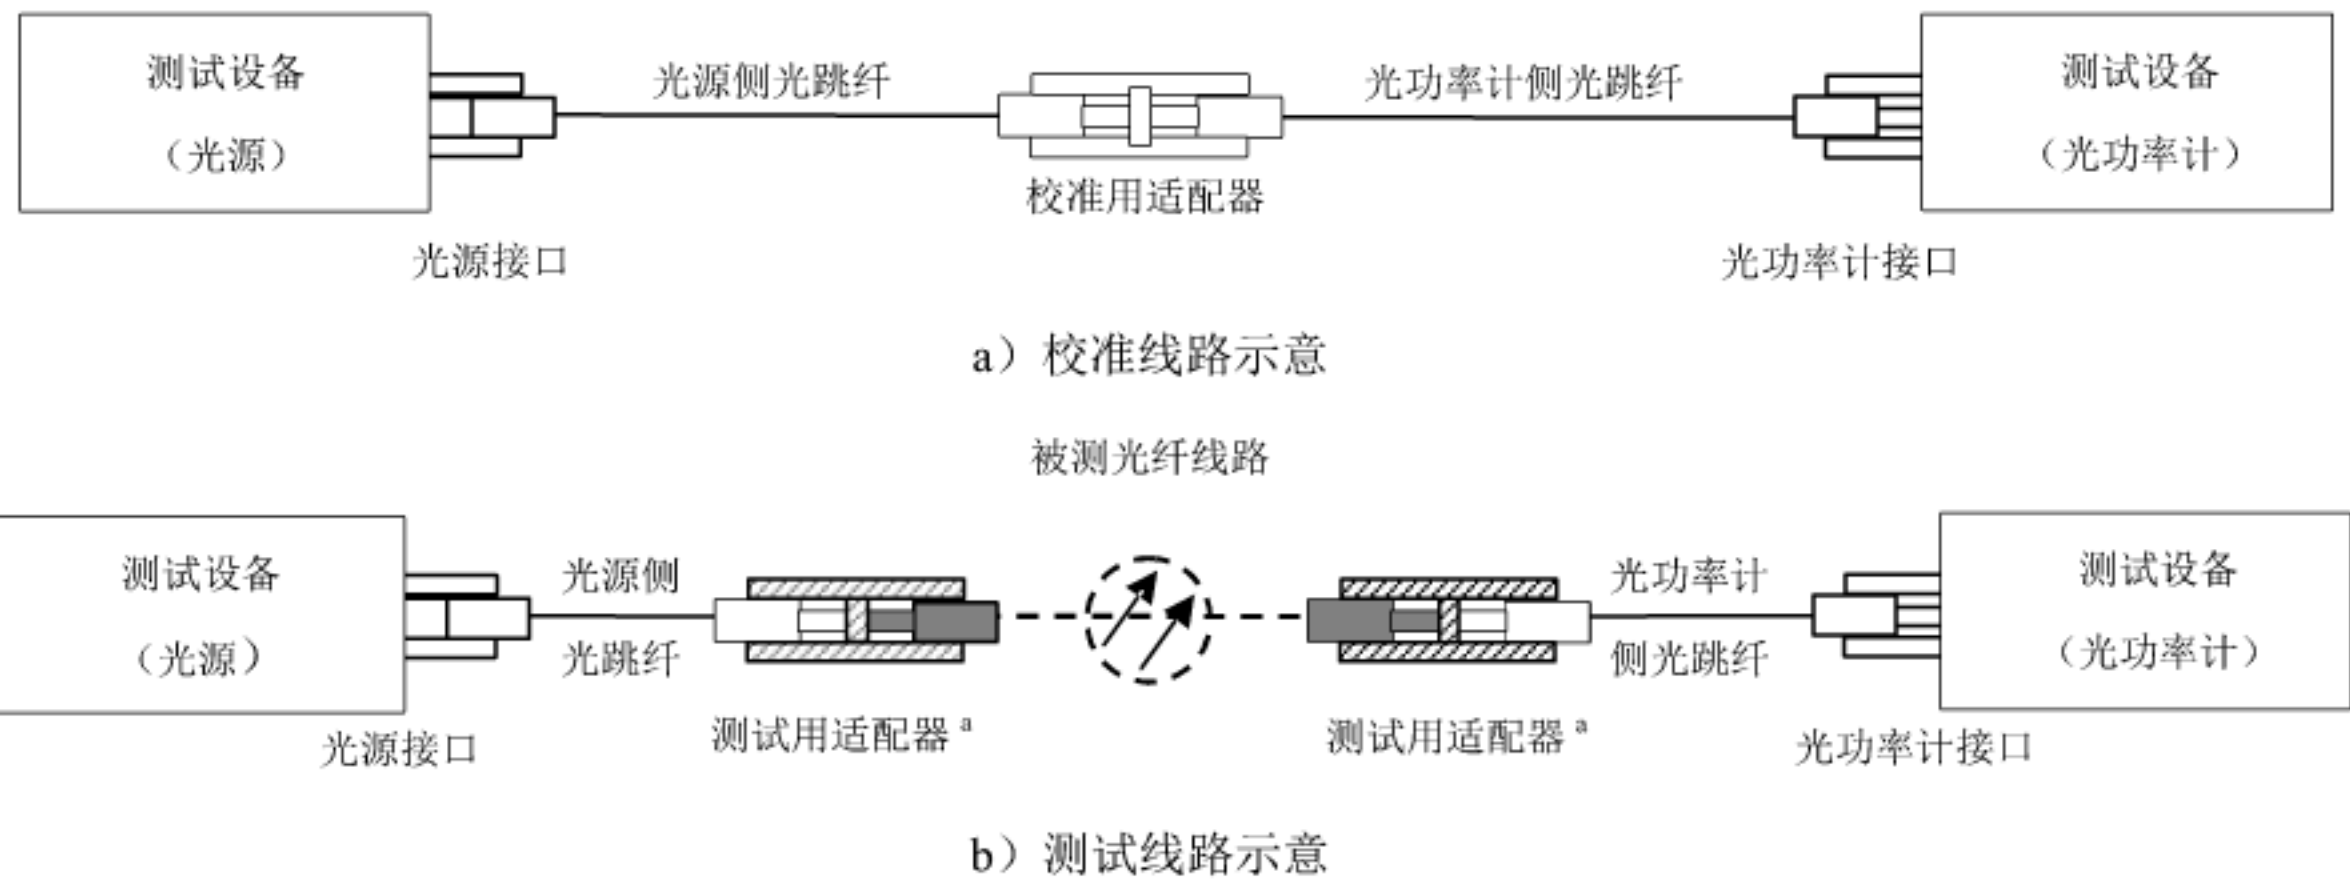 测试设备
（光源）
光源侧光跳纤
校准用适配器
光功率计侧光跳纤
测试设备
（光功率计）
光源接口
光功率计接口
a）校准线路示意
被测光纤线路
测试设备
（光源）
光源侧
光跳纤
光功率计
侧光跳纤
测试设备
（光功率计）
光源接口
测试用适配器 a
测试用适配器 a
光功率计接口
b）测试线路示意